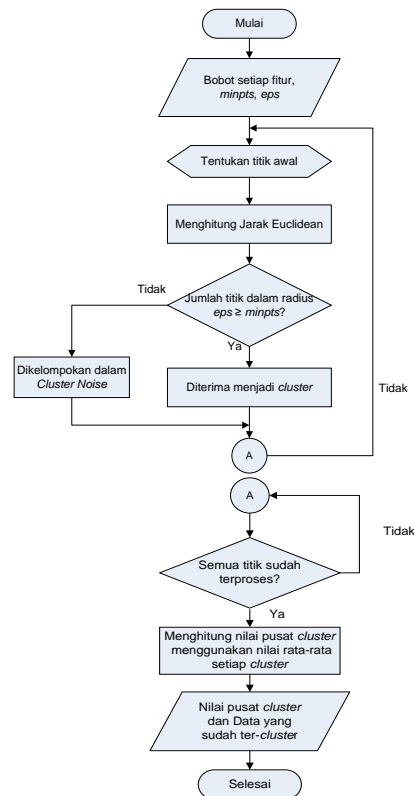 Mulai
Bobot setiap fitur,
minpts, eps
Tentukan titik awal
Menghitung Jarak Euclidean
Jumlah titik dalam radius
eps ≥ minpts?
Tidak
Ya
Dikelompokan dalam
Cluster Noise
Diterima menjadi cluster
Tidak
A
A
Tidak
Semua titik sudah
terproses?
Ya
Menghitung nilai pusat cluster
menggunakan nilai rata-rata
setiap cluster
Nilai pusat cluster
dan Data yang
sudah ter-cluster
Selesai